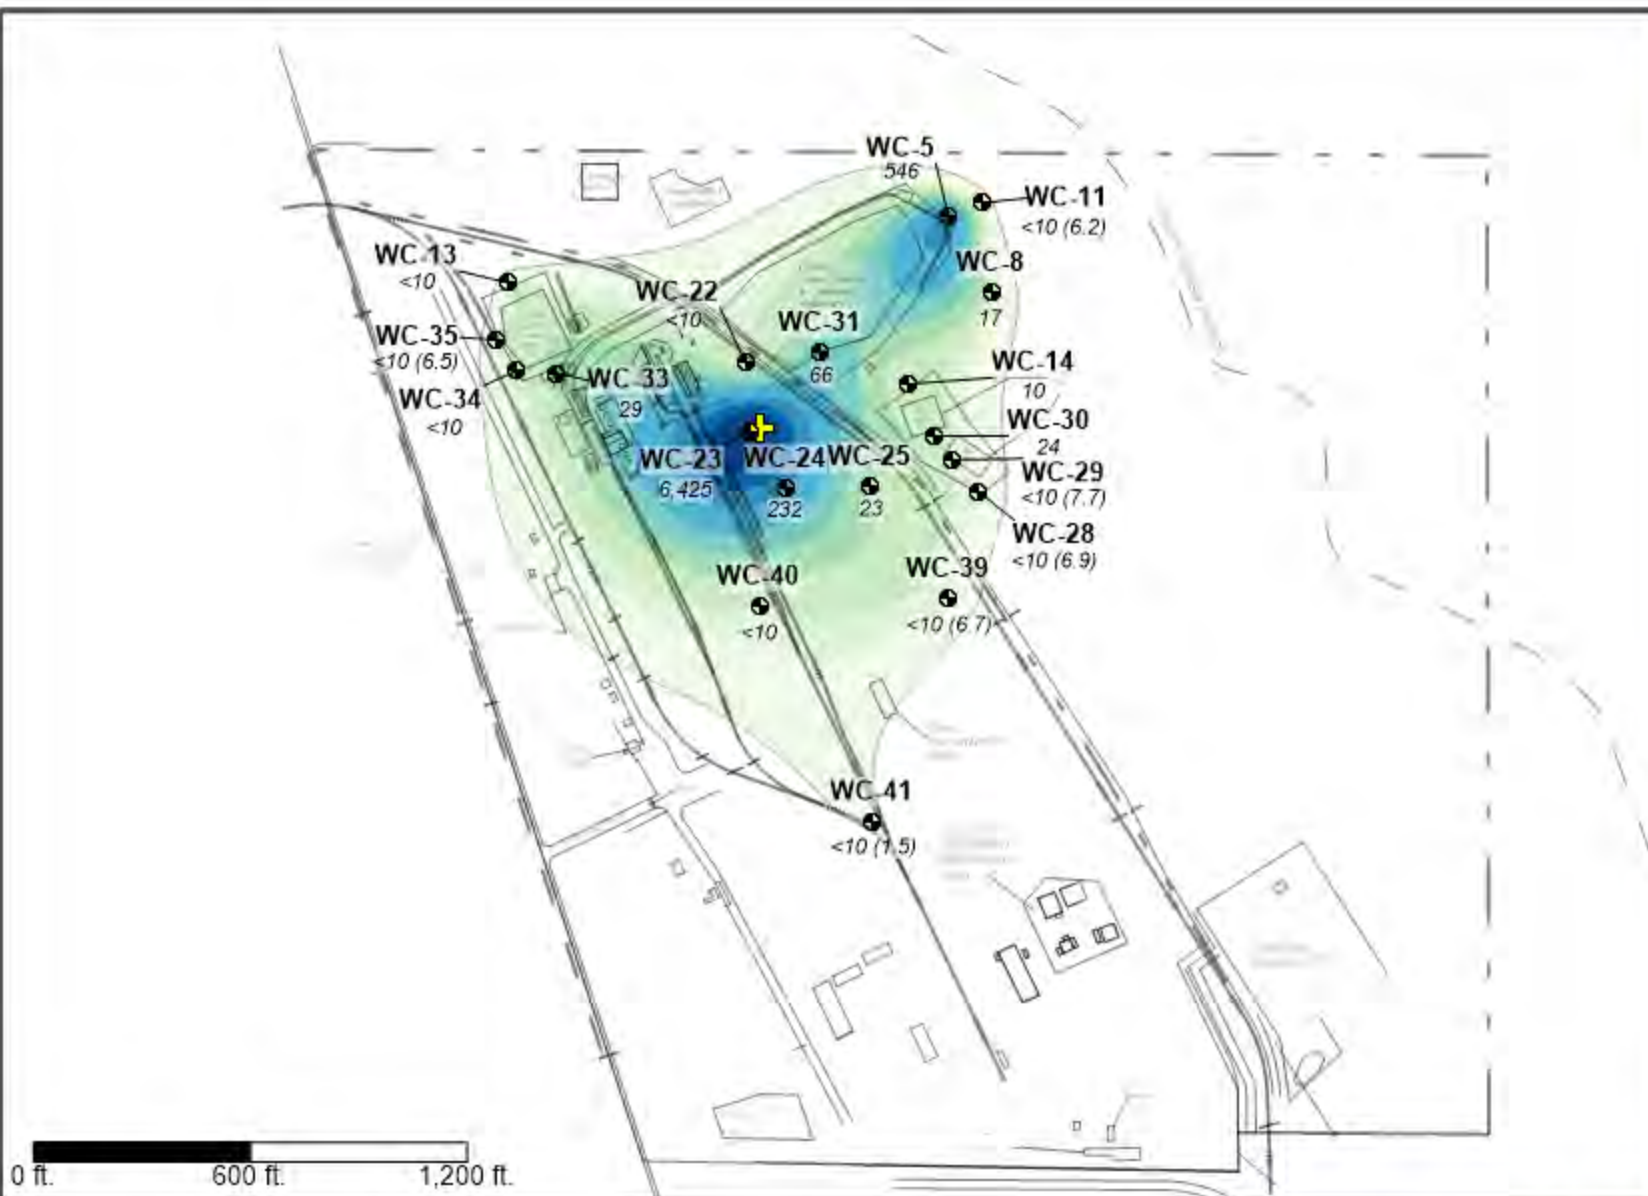 WC-5
546
WC-11
<10 (6.2)
WC-13
<10
WC-8
17
WC-22
<10
WC-31
66
WC-35
<10 (6.5)
WC-33
29
WC-34
<10
WC-14
10
WC-30
24
WC-23
6,425
WC-24
232
WC-25
23
WC-29
<10 (7.7)
WC-28
<10 (6.9)
WC-40
<10
WC-39
<10 (6.7)
WC-41
<10 (1.5)
0 ft.
600 ft.
1,200 ft.